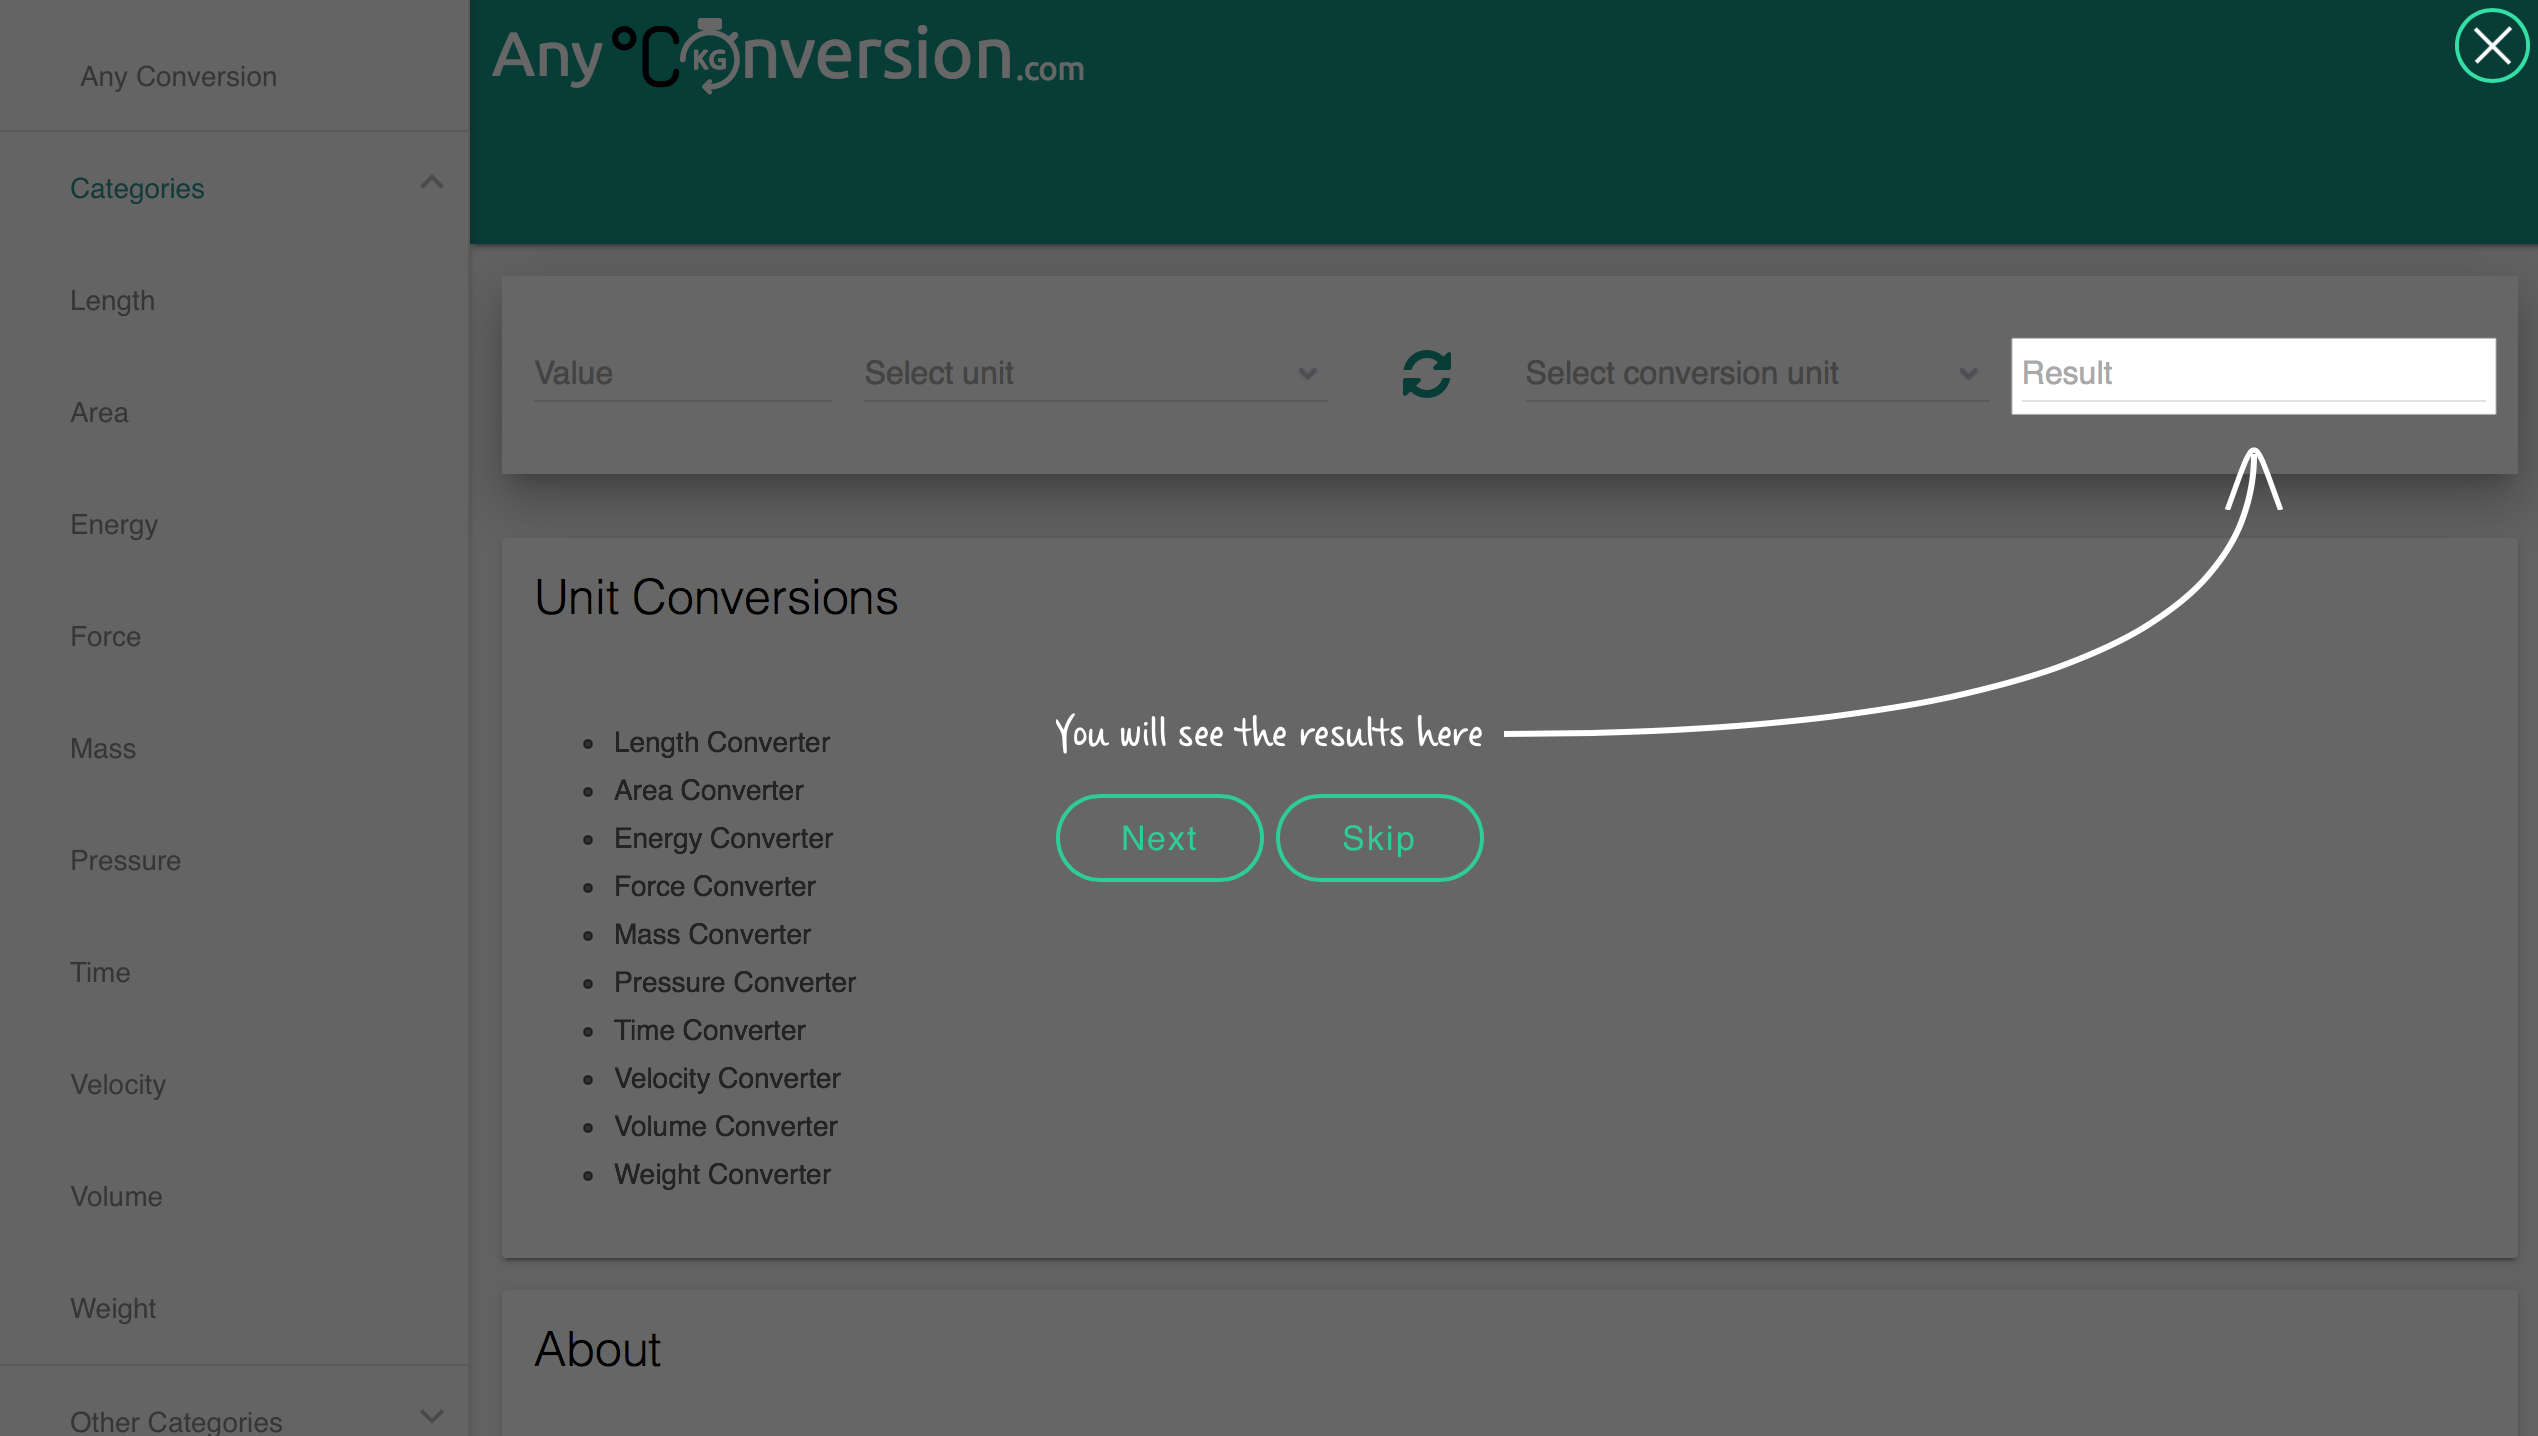 Any Conversion
Categories
Length
Area
Energy
Force
Mass
Pressure
Time
Velocity
Volume
Weight
Other Categories
Any °C KG nversion.com
Value
Select unit
Select conversion unit
Result
Unit Conversions
Length Converter
Area Converter
Energy Converter
Force Converter
Mass Converter
Pressure Converter
Time Converter
Velocity Converter
Volume Converter
Weight Converter
You will see the results here
Next
Skip
About